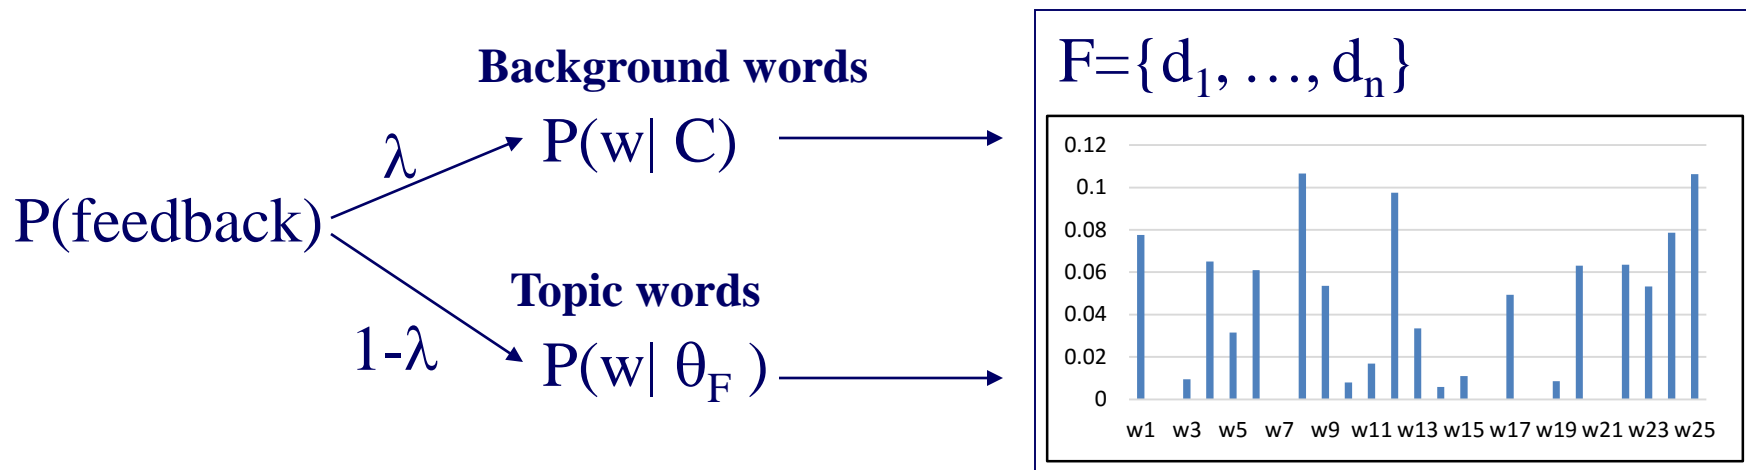 Background words
F={d₁, …, dₙ}
λ
P(w| C)
P(feedback)
Topic words
1-λ
P(w| θ_F )
0.12
0.1
0.08
0.06
0.04
0.02
0
w1 w3 w5 w7 w9 w11 w13 w15 w17 w19 w21 w23 w25